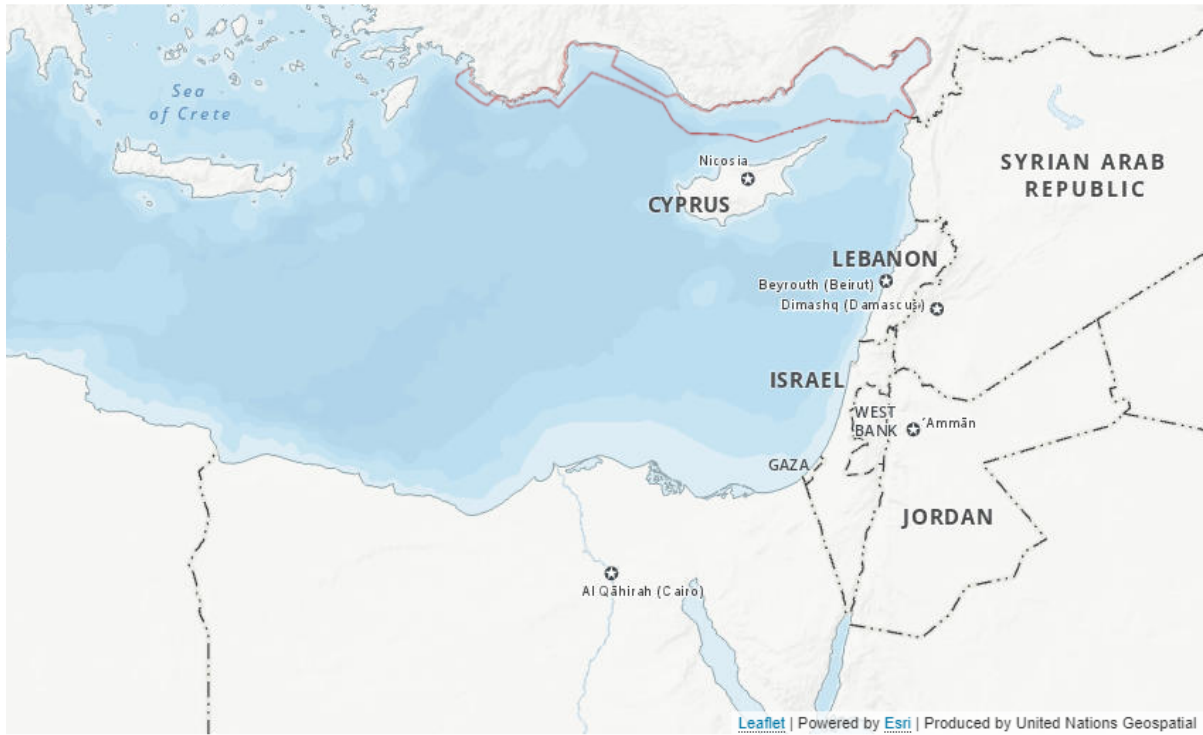 Sea
of Crete
Nicosia
CYPRUS
SYRIAN ARAB
REPUBLIC
LEBANON
Beyrouth (Beirut)
Dimashq (Damascus)
ISRAEL
WEST
BANK
'Ammān
GAZA
JORDAN
Al Qāhirah (Cairo)
Leaflet | Powered by Esri | Produced by United Nations Geospatial